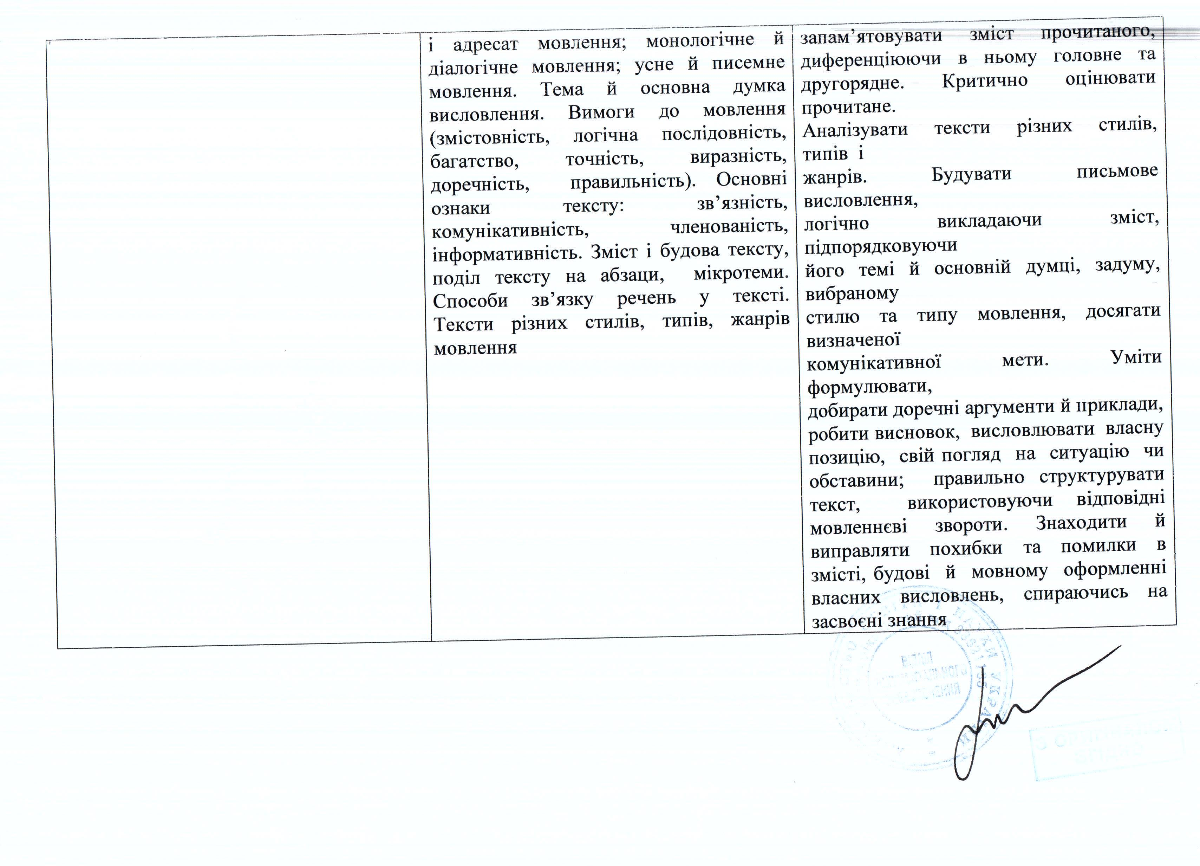 і адресат мовлення; монологічне й
діалогічне мовлення; усне й писемне
мовлення. Тема й основна думка
висловлення. Вимоги до мовлення
(змістовність, логічна послідовність,
багатство, точність, виразність,
доречність, правильність). Основні
ознаки тексту: зв’язність,
комунікативність, членованість,
інформативність. Зміст і будова тексту,
поділ тексту на абзаци, мікротеми.
Способи зв’язку речень у тексті.
Тексти різних стилів, типів, жанрів
мовлення
запам’ятовувати зміст прочитаного,
диференціюючи в ньому головне та
другорядне. Критично оцінювати
прочитане.
Аналізувати тексти різних стилів,
типів і
жанрів. Будувати письмове
висловлення,
логічно викладаючи зміст,
підпорядковуючи
його темі й основній думці, задуму,
вибраному
стилю та типу мовлення, досягати
визначеної
комунікативної мети. Уміти
формулювати,
добирати доречні аргументи й приклади,
робити висновок, висловлювати власну
позицію, свій погляд на ситуацію чи
обставини; правильно структурувати
текст, використовуючи відповідні
мовленнєві звороти. Знаходити й
виправляти похибки та помилки в
змісті, будові й мовному оформленні
власних висловлень, спираючись на
засвоєні знання